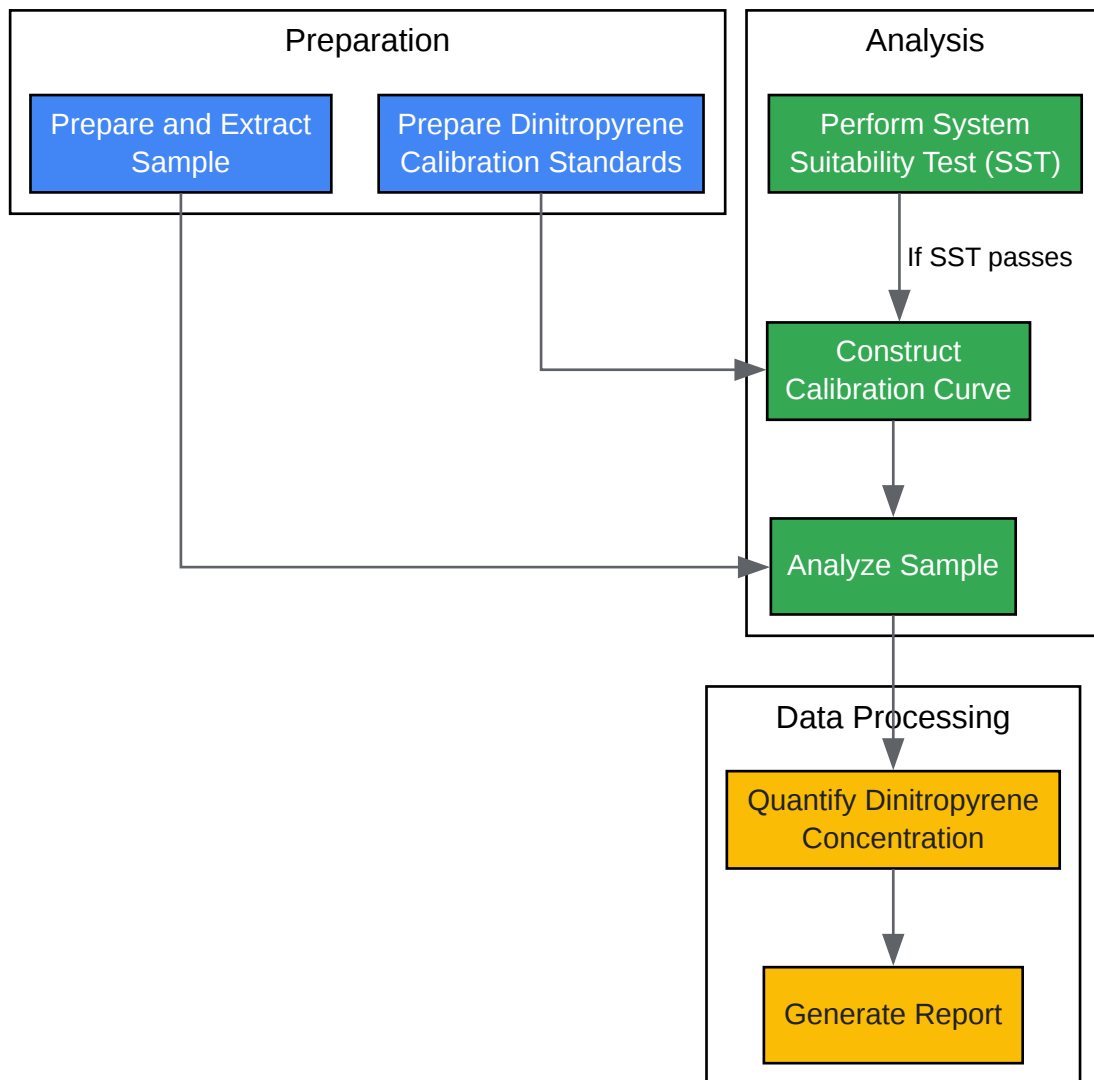 Preparation
Prepare and Extract
Sample
Prepare Dinitropyrene
Calibration Standards
Analysis
Perform System
Suitability Test (SST)
If SST passes
Construct
Calibration Curve
Analyze Sample
Data Processing
Quantify Dinitropyrene
Concentration
Generate Report